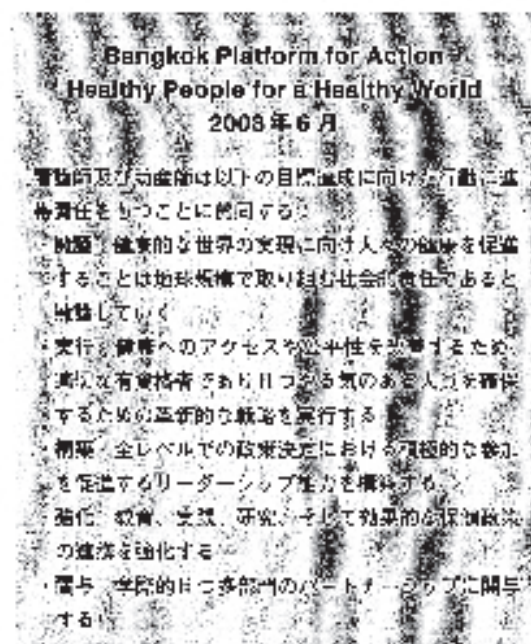 Bangkok Platform for Action
Healthy People for a Healthy World
2008年6月
看護師及び助産師は以下の目標達成に向けた行動に進
責任をもつことに する
健康的な世界の実現に向け人々の健康を促進
することは地球規模で取り組む社会的責任であると
していく
・実行:健康へのアクセスや公平性を改善するため
適切な有資格者であり且つやる気のある人員を確保
するための革新的な戦略を実行する
・構築 全レベルでの政策決定における積極的な参加
を促進するリーダーシップ能力を構築する
強化 教育、実践、研究、そして効果的な保健政策
の連携を強化する
・関与 学際的且つ多部門のパートナーシップに関与
する